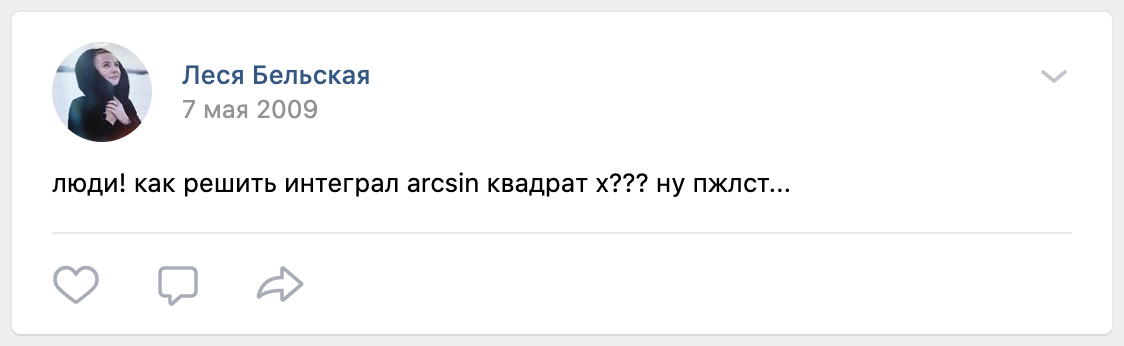 Леся Бельская
7 мая 2009
люди! как решить интеграл arcsin квадрат x??? ну пжлст...